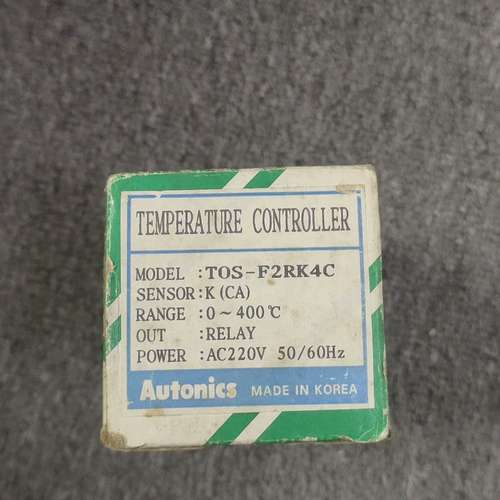 TEMPERATURE CONTROLLER
MODEL :TOS-F2RK4C
SENSOR:K(CA)
RANGE :0~400℃
OUT :RELAY
POWER :AC220V 50/60Hz
Autonics MADE IN KOREA